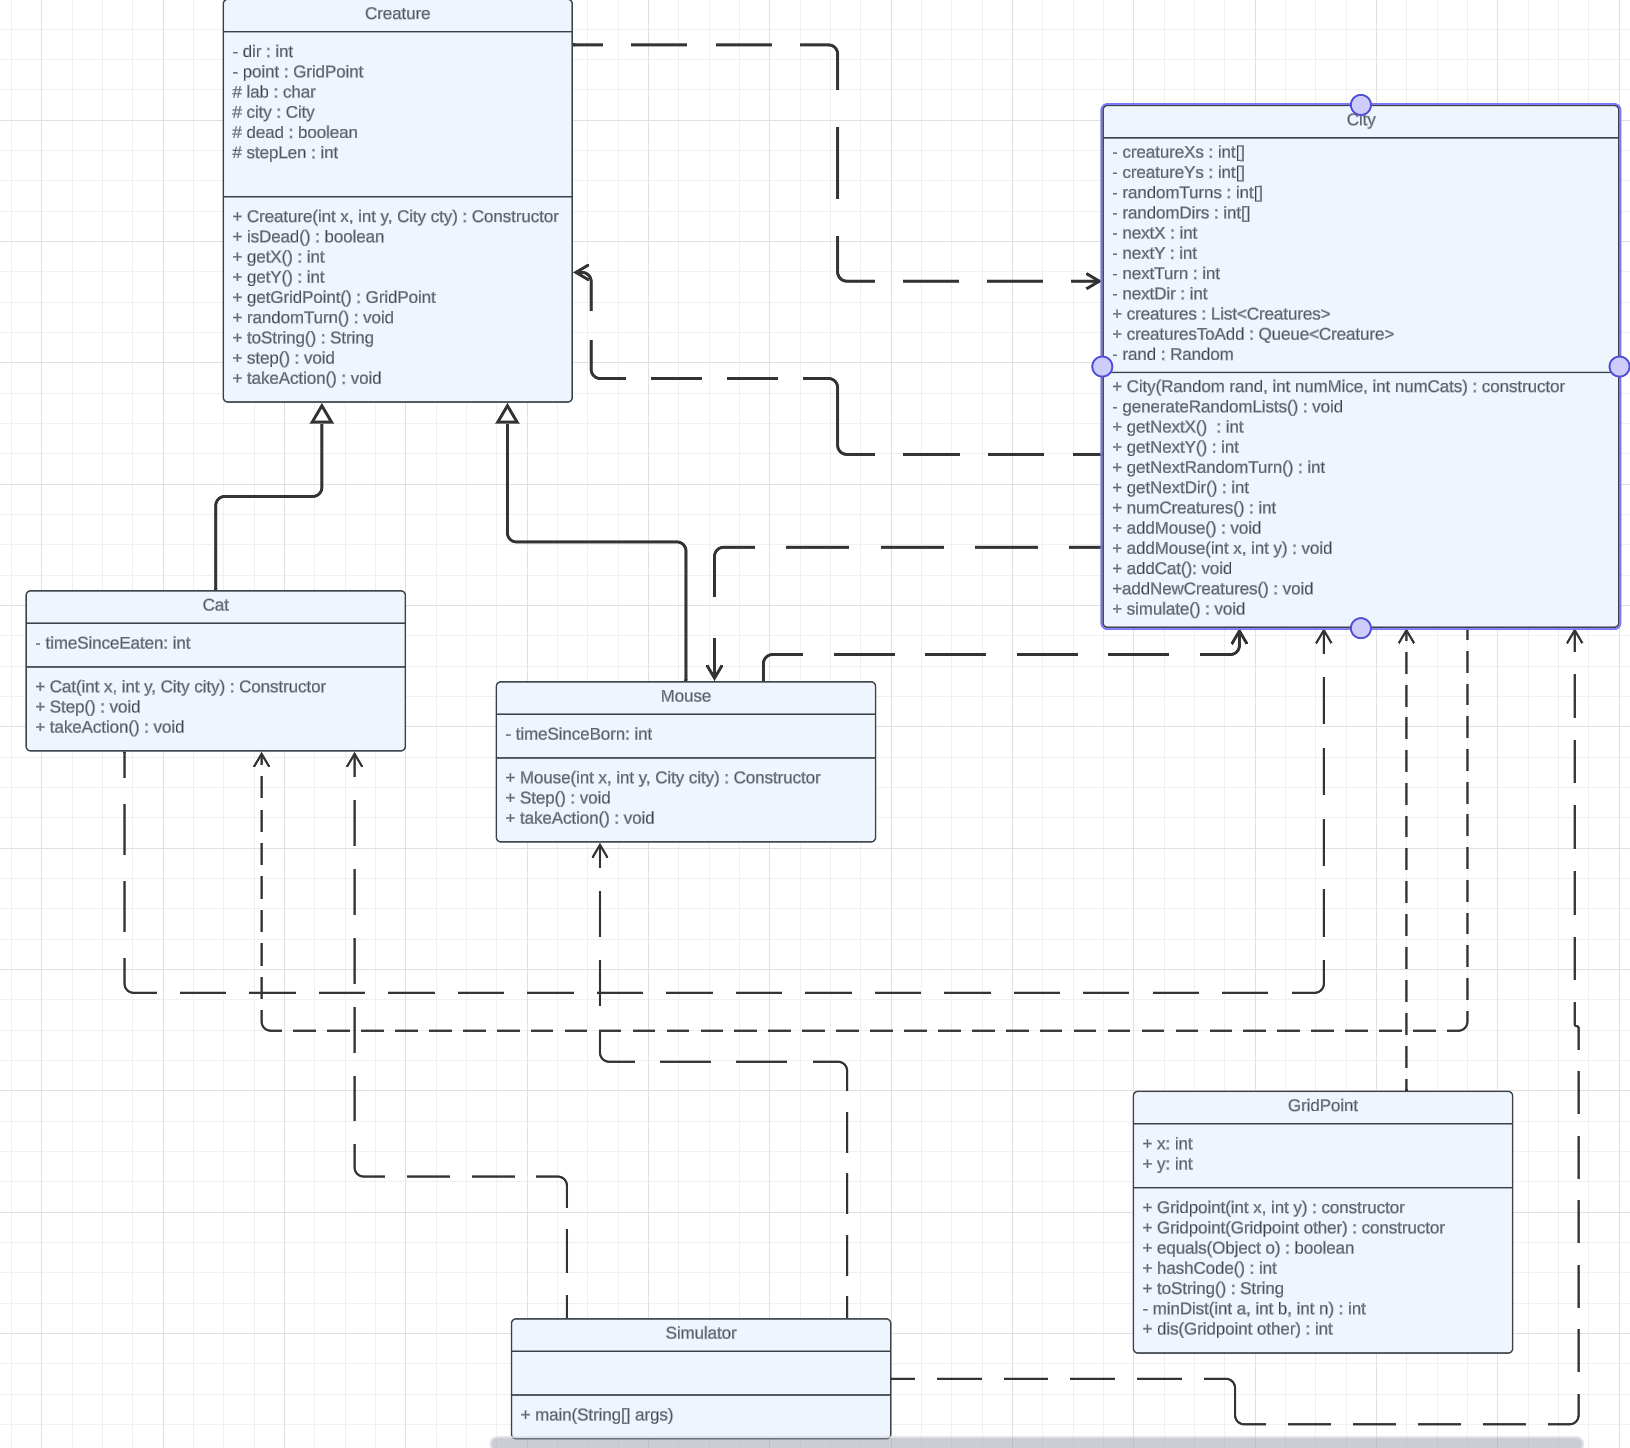 Creature
- dir : int
- point : GridPoint
# lab : char
# city : City
# dead : boolean
# stepLen : int
+ Creature(int x, int y, City cty) : Constructor
+ isDead() : boolean
+ getX() : int
+ getY() : int
+ getGridPoint() : GridPoint
+ randomTurn() : void
+ toString() : String
+ step() : void
+ takeAction() : void
City
- creatureXs : int[]
- creatureYs : int[]
- randomTurns : int[]
- randomDirs : int[]
- nextX : int
- nextY : int
- nextTurn : int
- nextDir : int
+ creatures : List<Creatures>
+ creaturesToAdd : Queue<Creature>
- rand : Random
+ City(Random rand, int numMice, int numCats) : constructor
- generateRandomLists() : void
+ getNextX()  : int
+ getNextY() : int
+ getNextRandomTurn() : int
+ getNextDir() : int
+ numCreatures() : int
+ addMouse() : void
+ addMouse(int x, int y) : void
+ addCat(): void
+addNewCreatures() : void
+ simulate() : void
Cat
- timeSinceEaten: int
+ Cat(int x, int y, City city) : Constructor
+ Step() : void
+ takeAction() : void
Mouse
- timeSinceBorn: int
+ Mouse(int x, int y, City city) : Constructor
+ Step() : void
+ takeAction() : void
GridPoint
+ x: int
+ y: int
+ Gridpoint(int x, int y) : constructor
+ Gridpoint(Gridpoint other) : constructor
+ equals(Object o) : boolean
+ hashCode() : int
+ toString() : String
- minDist(int a, int b, int n) : int
+ dis(Gridpoint other) : int
Simulator
+ main(String[] args)